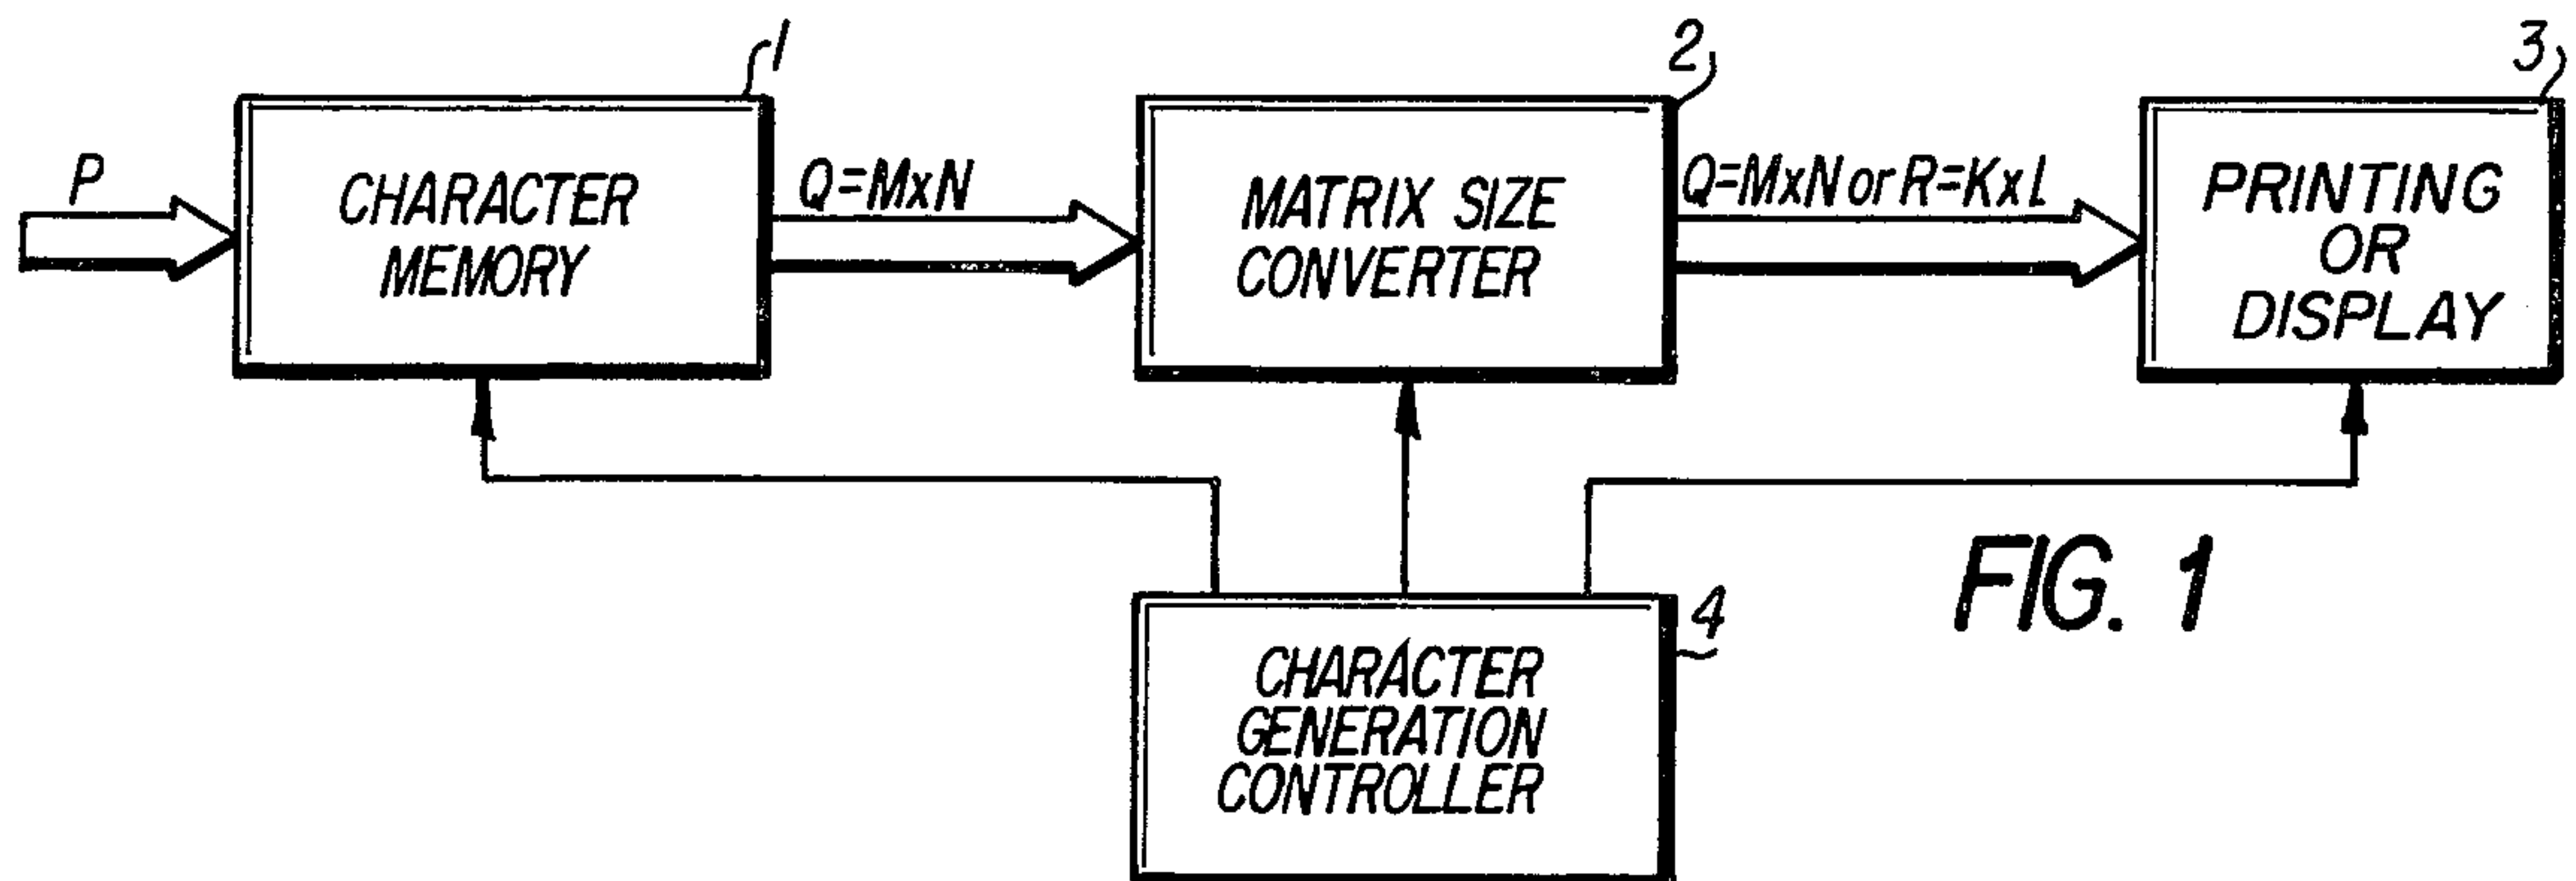 1
2
3
P
CHARACTER
MEMORY
Q=MxN
MATRIX SIZE
CONVERTER
Q=MxN or R=KxL
PRINTING
OR
DISPLAY
4
CHARACTER
GENERATION
CONTROLLER
FIG. 1